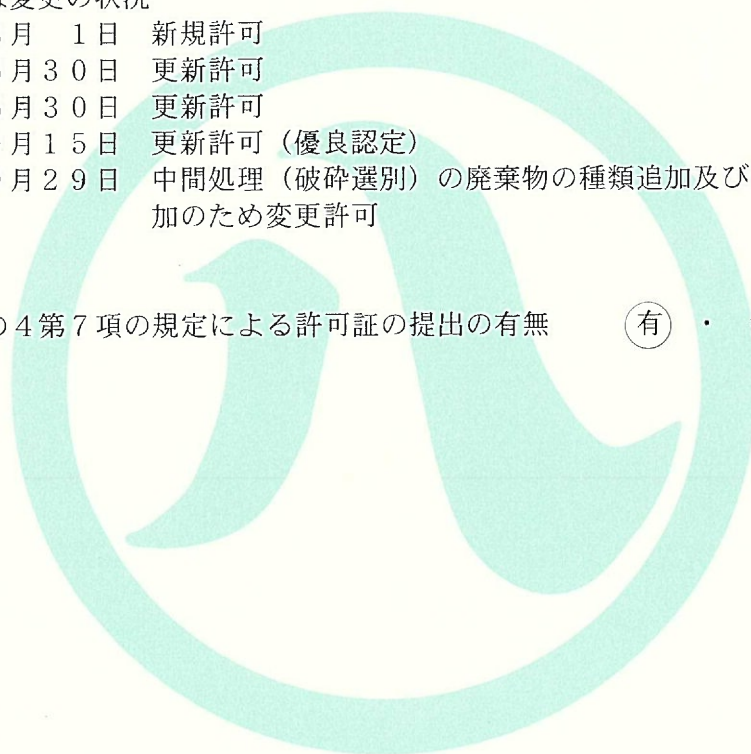 変更の状況
月　１日　新規許可
月３０日　更新許可
月３０日　更新許可
月１５日　更新許可（優良認定）
月２９日　中間処理（破砕選別）の廃棄物の種類追加及び
加のため変更許可
の４第７項の規定による許可証の提出の有無　　有　・
八